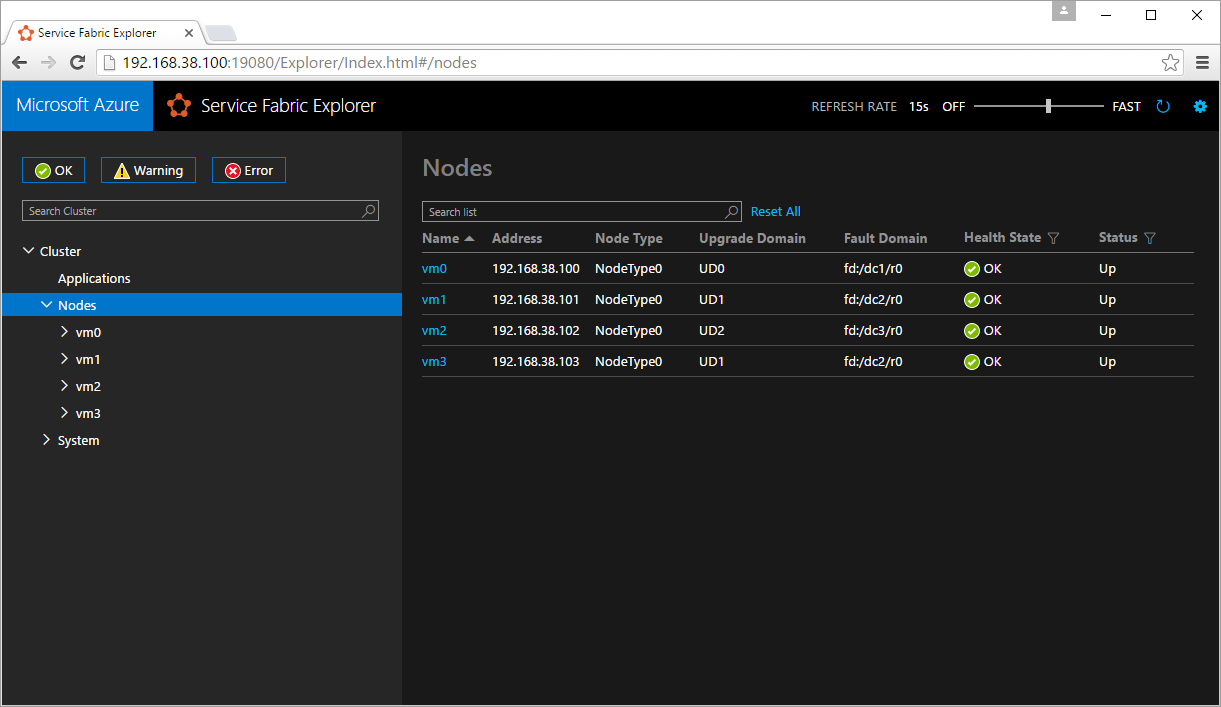 Service Fabric Explorer
192.168.38.100:19080/Explorer/Index.html#/nodes
Microsoft Azure Service Fabric Explorer REFRESH RATE 15s OFF FAST
OK Warning Error
Search Cluster
Cluster
Applications
Nodes
vm0
vm1
vm2
vm3
System
Nodes
Search list Reset All
Name Address Node Type Upgrade Domain Fault Domain Health State Status
vm0 192.168.38.100 NodeType0 UD0 fd:/dc1/r0 OK Up
vm1 192.168.38.101 NodeType0 UD1 fd:/dc2/r0 OK Up
vm2 192.168.38.102 NodeType0 UD2 fd:/dc3/r0 OK Up
vm3 192.168.38.103 NodeType0 UD1 fd:/dc2/r0 OK Up